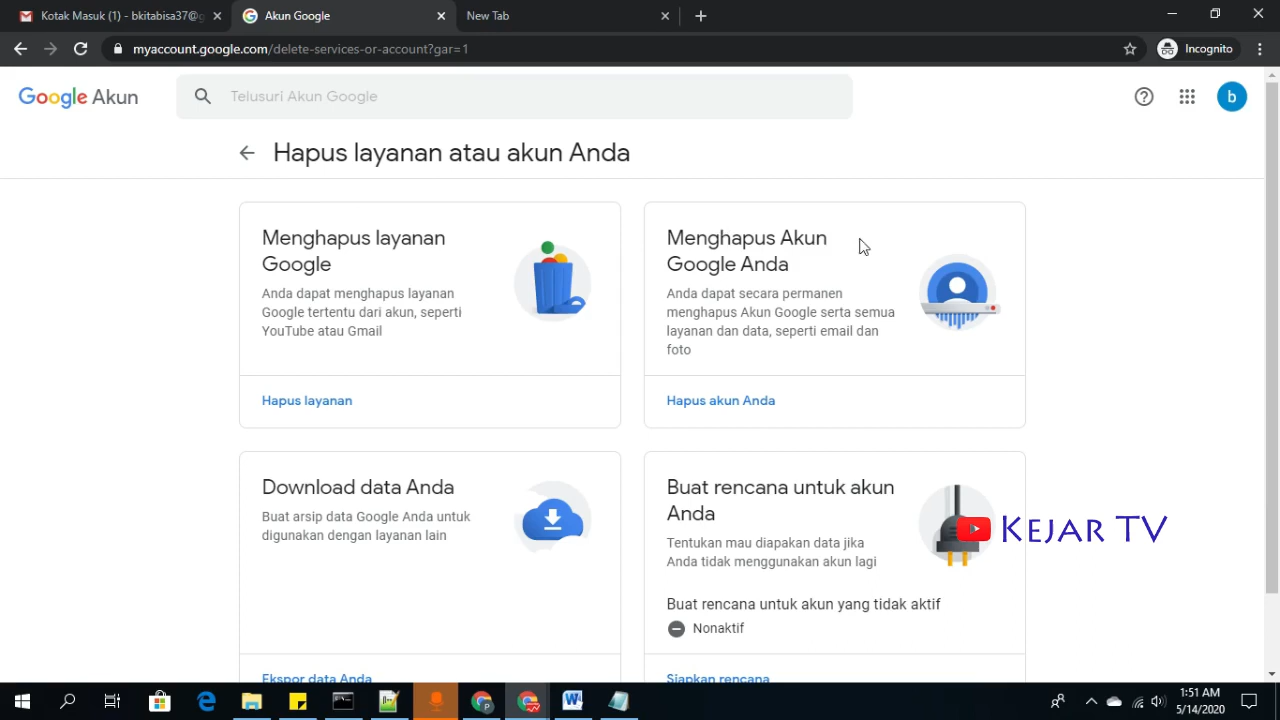 Kotak Masuk (1) - bkitabisa37@g
Akun Google
New Tab
myaccount.google.com/delete-services-or-account?gar=1
Incognito
Google Akun
Telusuri Akun Google
b
Hapus layanan atau akun Anda
Menghapus layanan
Google
Anda dapat menghapus layanan
Google tertentu dari akun, seperti
YouTube atau Gmail
Hapus layanan
Menghapus Akun
Google Anda
Anda dapat secara permanen
menghapus Akun Google serta semua
layanan dan data, seperti email dan
foto
Hapus akun Anda
Download data Anda
Buat arsip data Google Anda untuk
digunakan dengan layanan lain
Ekspor data Anda
Buat rencana untuk akun
Anda
Tentukan mau diapakan data jika
Anda tidak menggunakan akun lagi
Buat rencana untuk akun yang tidak aktif
Nonaktif
Siapkan rencana
Kejar TV
1:51 AM
5/14/2020